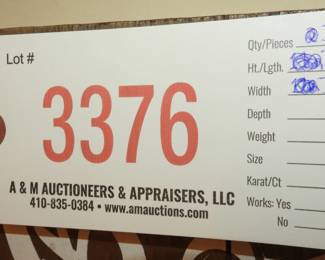 Lot #
3376
A & M AUCTIONEERS & APPRAISERS, LLC
410-835-0384 • www.amauctions.com
Qty/Pieces
Ht./Lgth.
Width
Depth
Weight
Size
Karat/Ct
Works: Yes
No